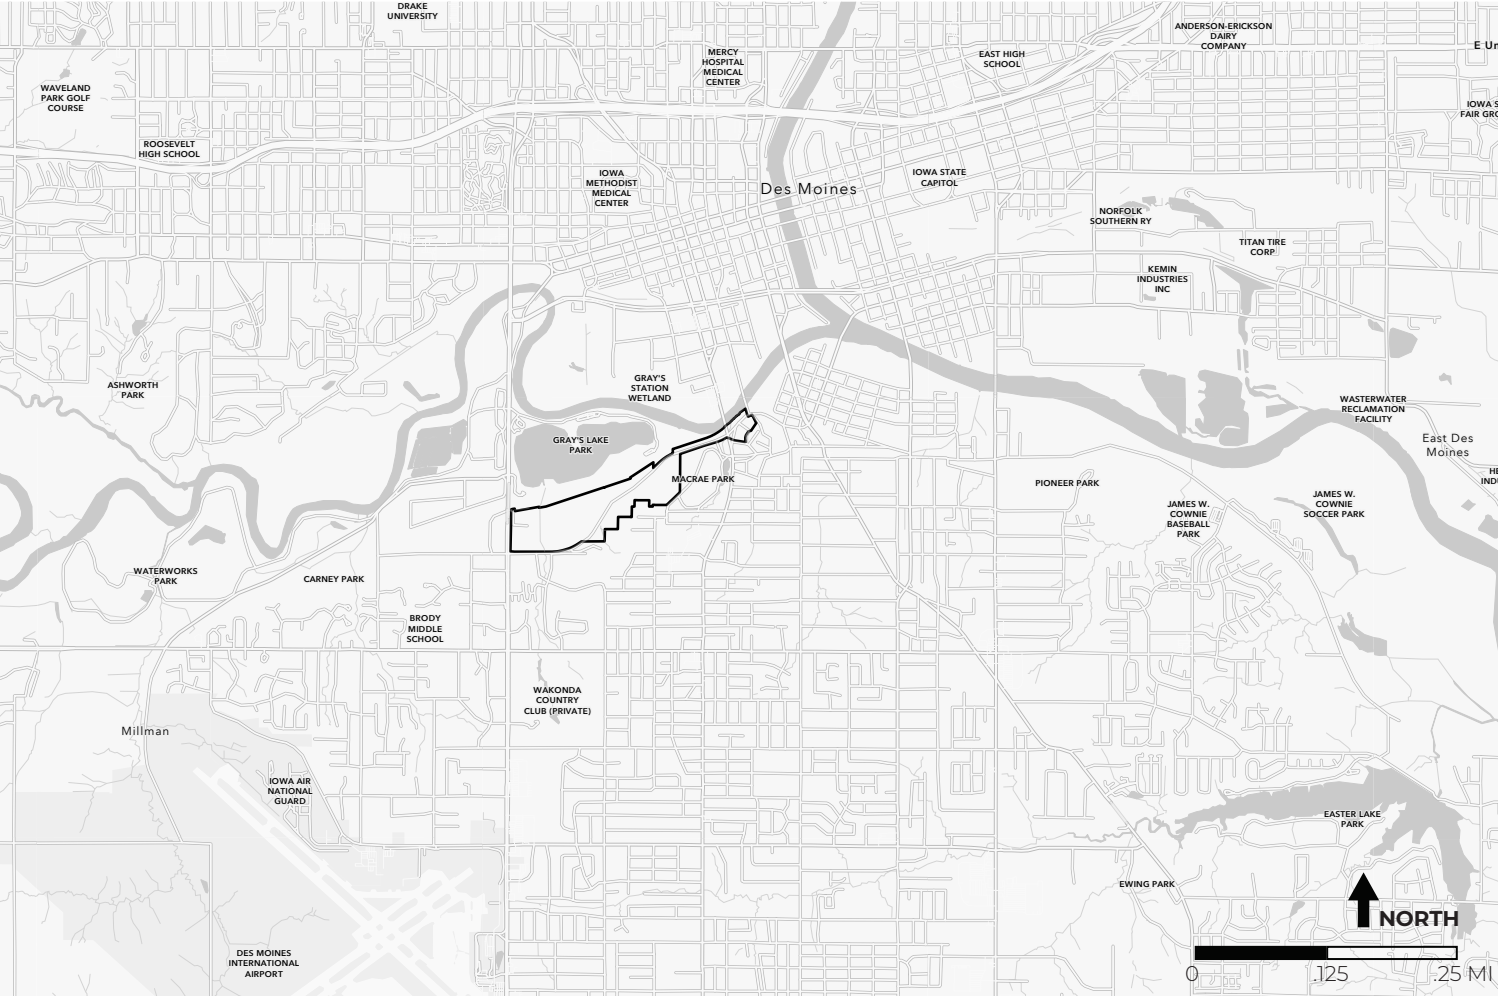 DRAKE
UNIVERSITY
ANDERSON-ERICKSON
DAIRY
COMPANY
E Un
MERCY
HOSPITAL
MEDICAL
CENTER
EAST HIGH
SCHOOL
WAVELAND
PARK GOLF
COURSE
IOWA S
FAIR GRO
ROOSEVELT
HIGH SCHOOL
IOWA
METHODIST
MEDICAL
CENTER
Des Moines
IOWA STATE
CAPITOL
NORFOLK
SOUTHERN RY
TITAN TIRE
CORP
KEMIN
INDUSTRIES
INC
ASHWORTH
PARK
GRAY'S
STATION
WETLAND
WASTERWATER
RECLAMATION
FACILITY
GRAY'S LAKE
PARK
East Des
Moines
MACRAE PARK
PIONEER PARK
HE
INDU
JAMES W.
COWNIE
BASEBALL
PARK
JAMES W.
COWNIE
SOCCER PARK
WATERWORKS
PARK
CARNEY PARK
BRODY
MIDDLE
SCHOOL
WAKONDA
COUNTRY
CLUB (PRIVATE)
Millman
IOWA AIR
NATIONAL
GUARD
EASTER LAKE
PARK
EWING PARK
NORTH
DES MOINES
INTERNATIONAL
AIRPORT
0 .125 .25 MI